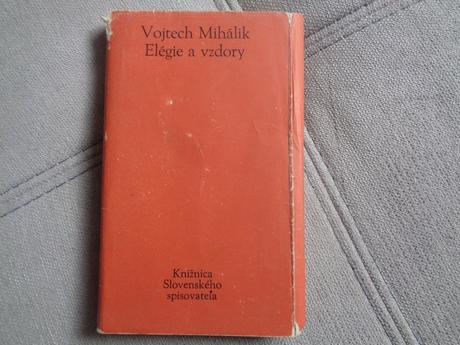 Vojtech Mihálik
Elégie a vzdory
Knižnica
Slovenského
spisovateľa